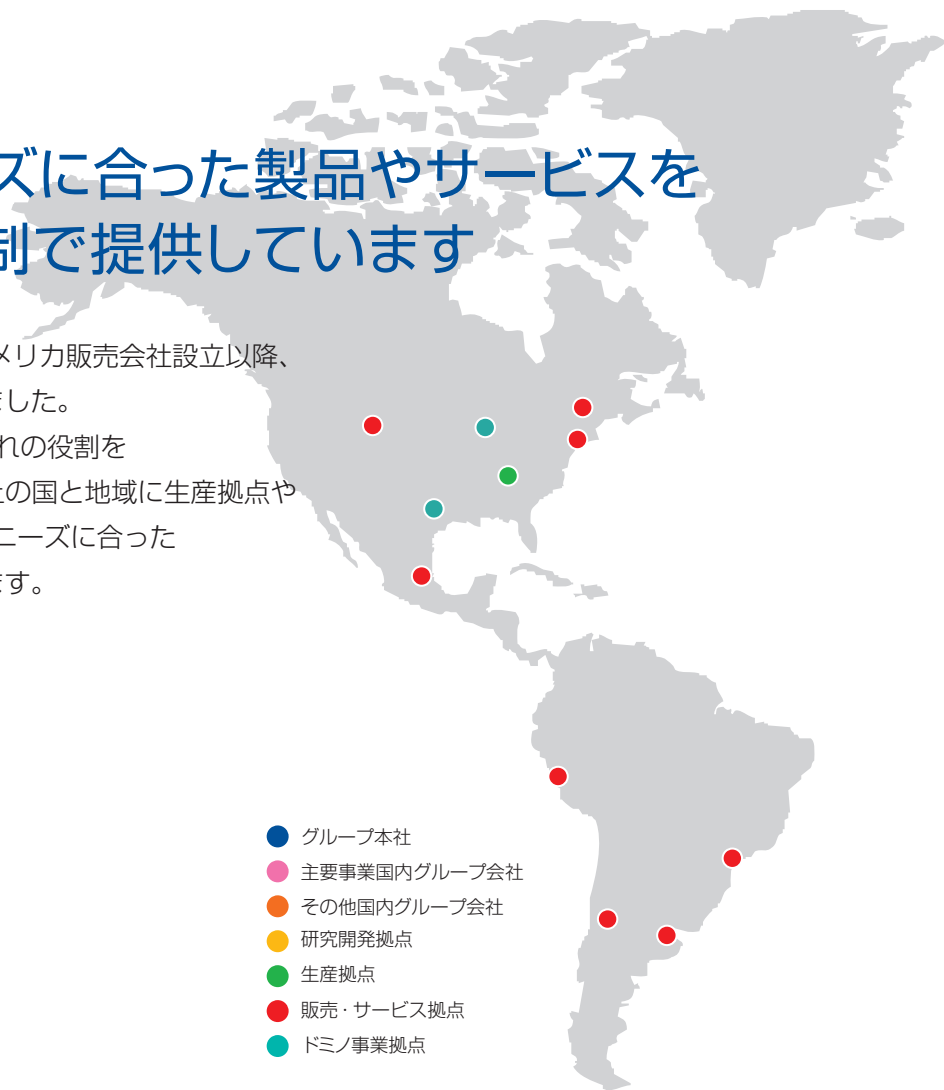 ズに合った製品やサービスを
制で提供しています
メリカ販売会社設立以降、
ました。
れの役割を
上の国と地域に生産拠点や
ニーズに合った
ます。
グループ本社
主要事業国内グループ会社
その他国内グループ会社
研究開発拠点
生産拠点
販売・サービス拠点
ドミノ事業拠点